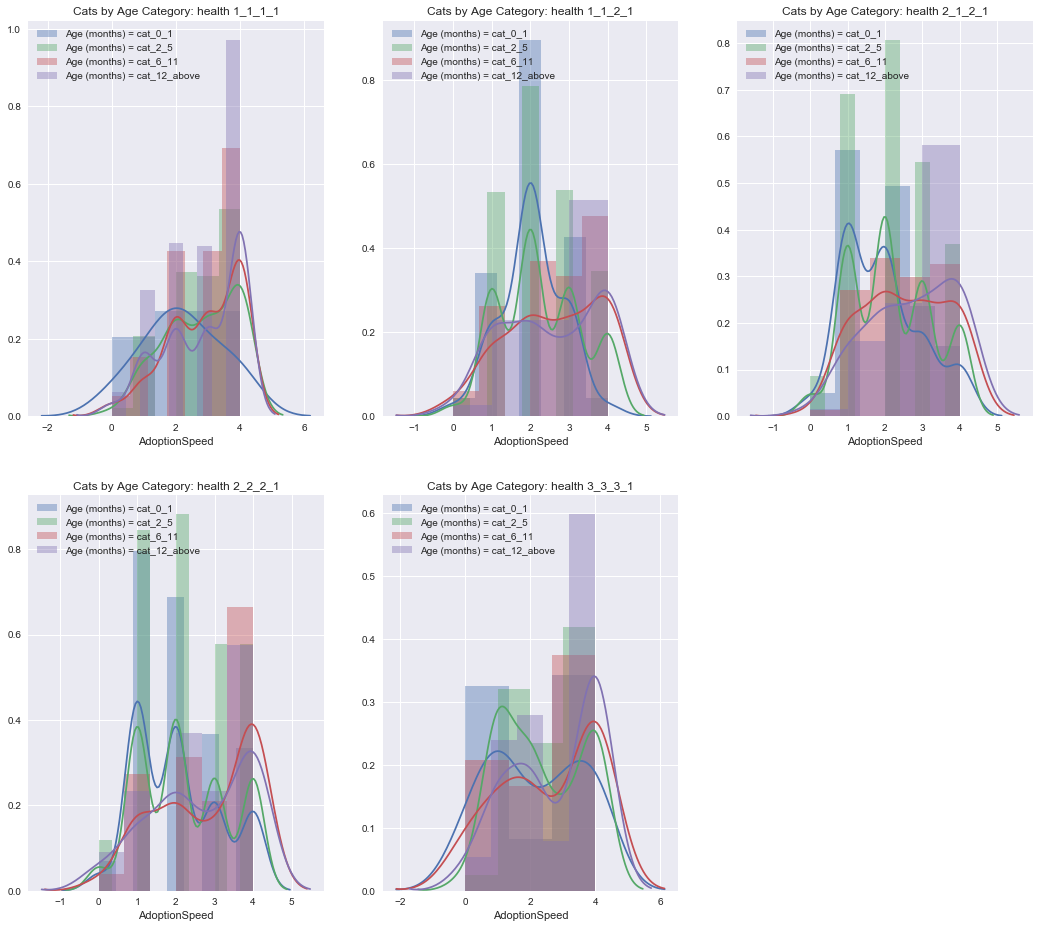 Cats by Age Category: health 1_1_1_1
Age (months) = cat_0_1
Age (months) = cat_2_5
Age (months) = cat_6_11
Age (months) = cat_12_above
1.0
0.8
0.6
0.4
0.2
0.0
−2 0 2 4 6
AdoptionSpeed
Cats by Age Category: health 1_1_2_1
Age (months) = cat_0_1
Age (months) = cat_2_5
Age (months) = cat_6_11
Age (months) = cat_12_above
0.8
0.6
0.4
0.2
0.0
−1 0 1 2 3 4 5
AdoptionSpeed
Cats by Age Category: health 2_1_2_1
Age (months) = cat_0_1
Age (months) = cat_2_5
Age (months) = cat_6_11
Age (months) = cat_12_above
0.8
0.7
0.6
0.5
0.4
0.3
0.2
0.1
0.0
−1 0 1 2 3 4 5
AdoptionSpeed
Cats by Age Category: health 2_2_2_1
Age (months) = cat_0_1
Age (months) = cat_2_5
Age (months) = cat_6_11
Age (months) = cat_12_above
0.8
0.6
0.4
0.2
0.0
−1 0 1 2 3 4 5
AdoptionSpeed
Cats by Age Category: health 3_3_3_1
Age (months) = cat_0_1
Age (months) = cat_2_5
Age (months) = cat_6_11
Age (months) = cat_12_above
0.6
0.5
0.4
0.3
0.2
0.1
0.0
−2 0 2 4 6
AdoptionSpeed